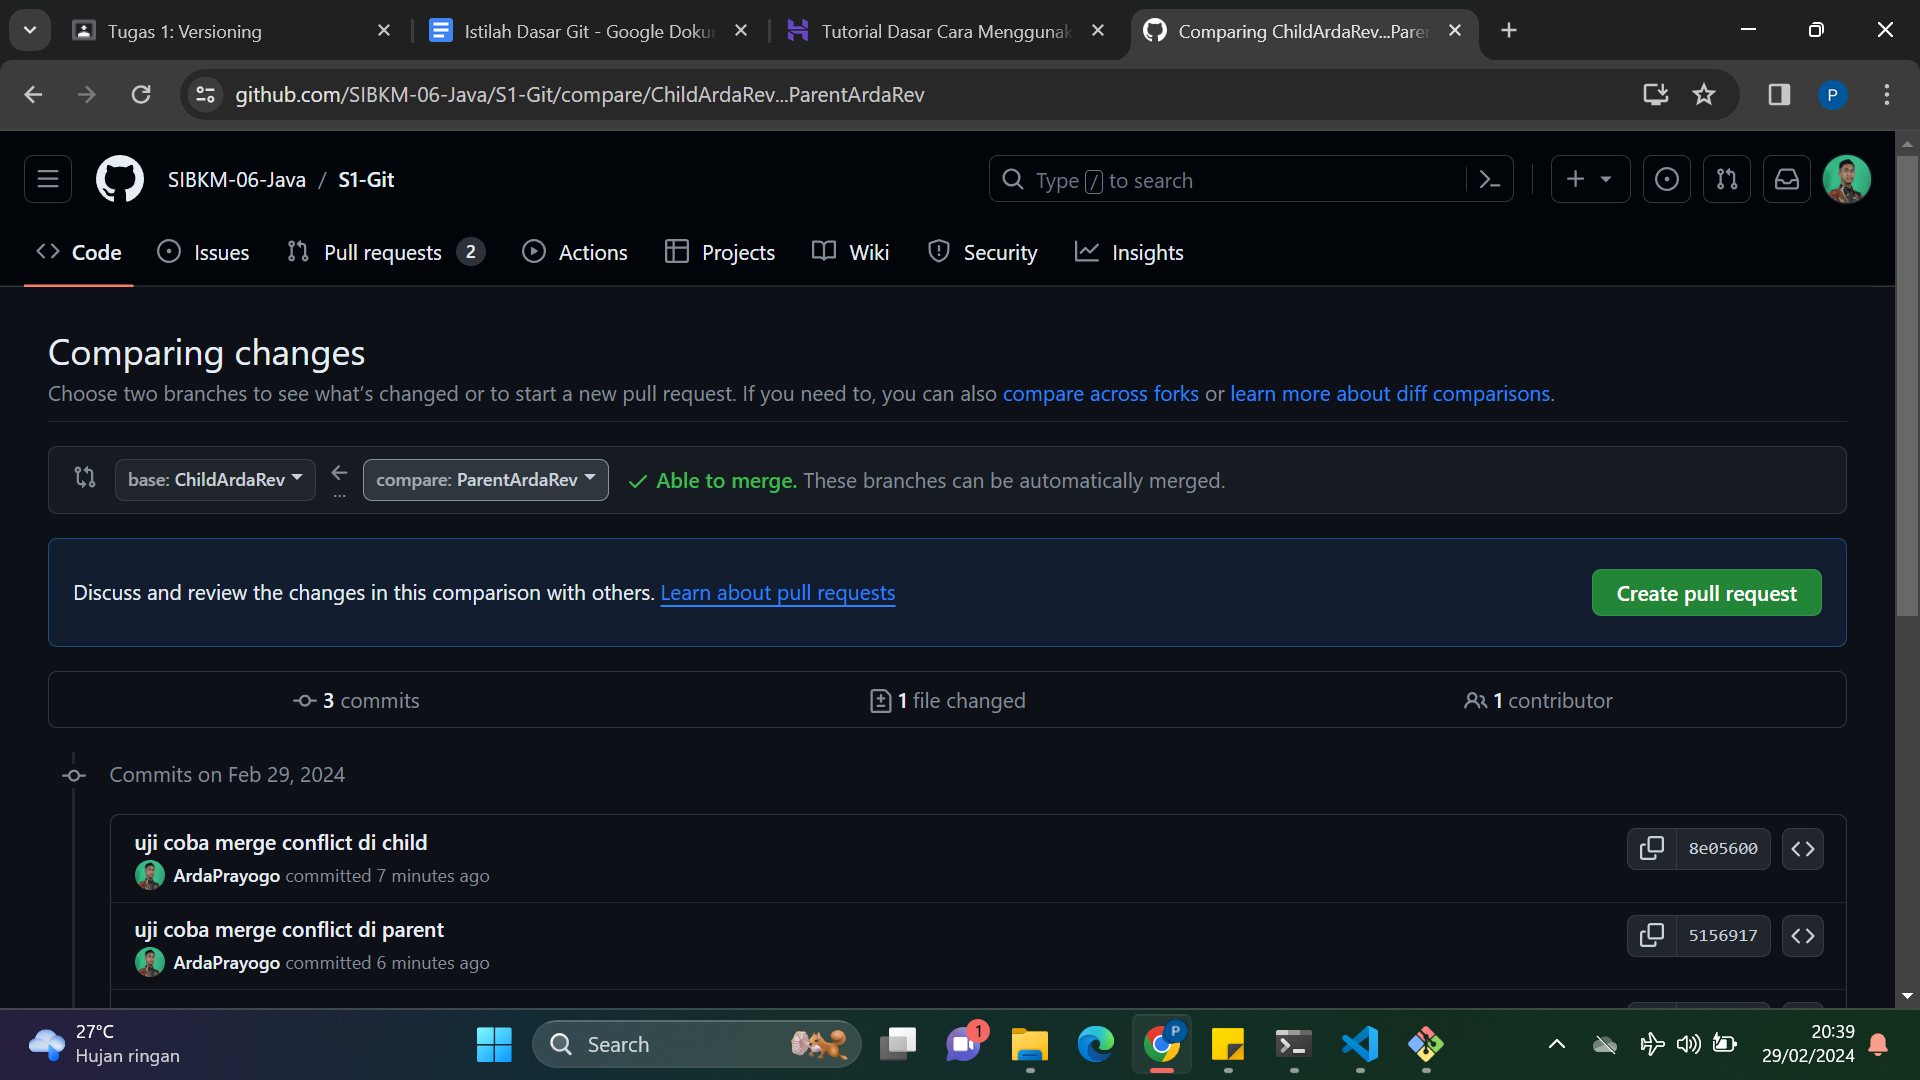 Tugas 1: Versioning
Istilah Dasar Git - Google Doku
Tutorial Dasar Cara Menggunak
Comparing ChildArdaRev...Pare
github.com/SIBKM-06-Java/S1-Git/compare/ChildArdaRev...ParentArdaRev
P
SIBKM-06-Java / S1-Git
Type / to search
Code
Issues
Pull requests 2
Actions
Projects
Wiki
Security
Insights
Comparing changes
Choose two branches to see what’s changed or to start a new pull request. If you need to, you can also compare across forks or learn more about diff comparisons.
base: ChildArdaRev
...
compare: ParentArdaRev
Able to merge. These branches can be automatically merged.
Discuss and review the changes in this comparison with others. Learn about pull requests
Create pull request
3 commits
1 file changed
1 contributor
Commits on Feb 29, 2024
uji coba merge conflict di child
8e05600
ArdaPrayogo committed 7 minutes ago
uji coba merge conflict di parent
5156917
ArdaPrayogo committed 6 minutes ago
27°C
Hujan ringan
Search
1
P
20:39
29/02/2024